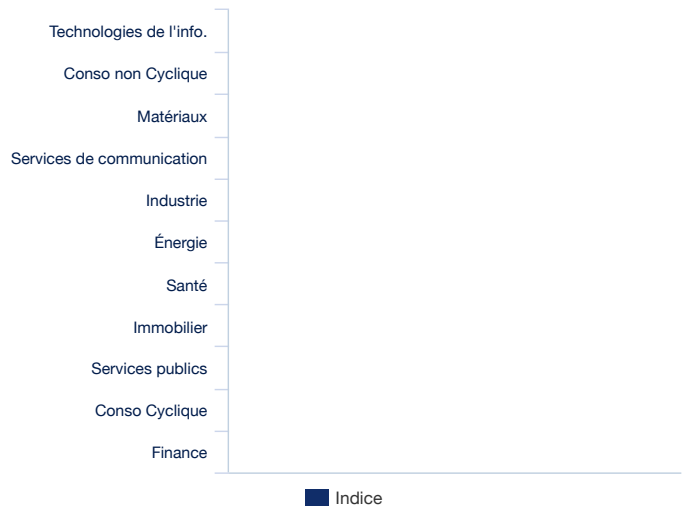 Technologies de l'info.
Conso non Cyclique
Matériaux
Services de communication
Industrie
Énergie
Santé
Immobilier
Services publics
Conso Cyclique
Finance
Indice